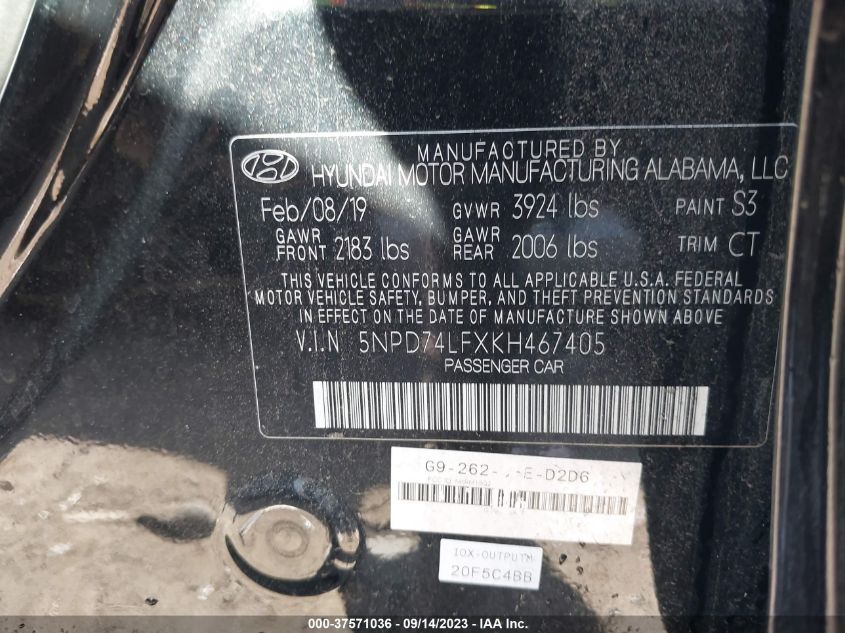 MANUFACTURED BY
HYUNDAI MOTOR MANUFACTURING ALABAMA, LLC
Feb/08/19 GVWR 3924 lbs PAINT S3
GAWR FRONT 2183 lbs GAWR REAR 2006 lbs TRIM CT
THIS VEHICLE CONFORMS TO ALL APPLICABLE U.S.A. FEDERAL
MOTOR VEHICLE SAFETY, BUMPER, AND THEFT PREVENTION STANDARDS
IN EFFECT ON THE DATE OF MANUFACTURE SHOWN ABOVE.
V.I.N 5NPD74LFXKH467405
PASSENGER CAR
G9-262- -E-D2D6
IOX-OUTPUTM
20F5C4BB
000-37571036 - 09/14/2023 - IAA Inc.